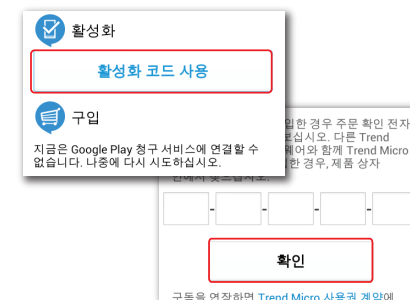 활성화
활성화 코드 사용
구입
지금은 Google Play 청구 서비스에 연결할 수
없습니다. 나중에 다시 시도하십시오.
입한 경우 주문 확인 전자
보십시오. 다른 Trend
웨어와 함께 Trend Micro
한 경우, 제품 상자
- - - -
확인
구독을 연장하면 Trend Micro 사용권 계약에